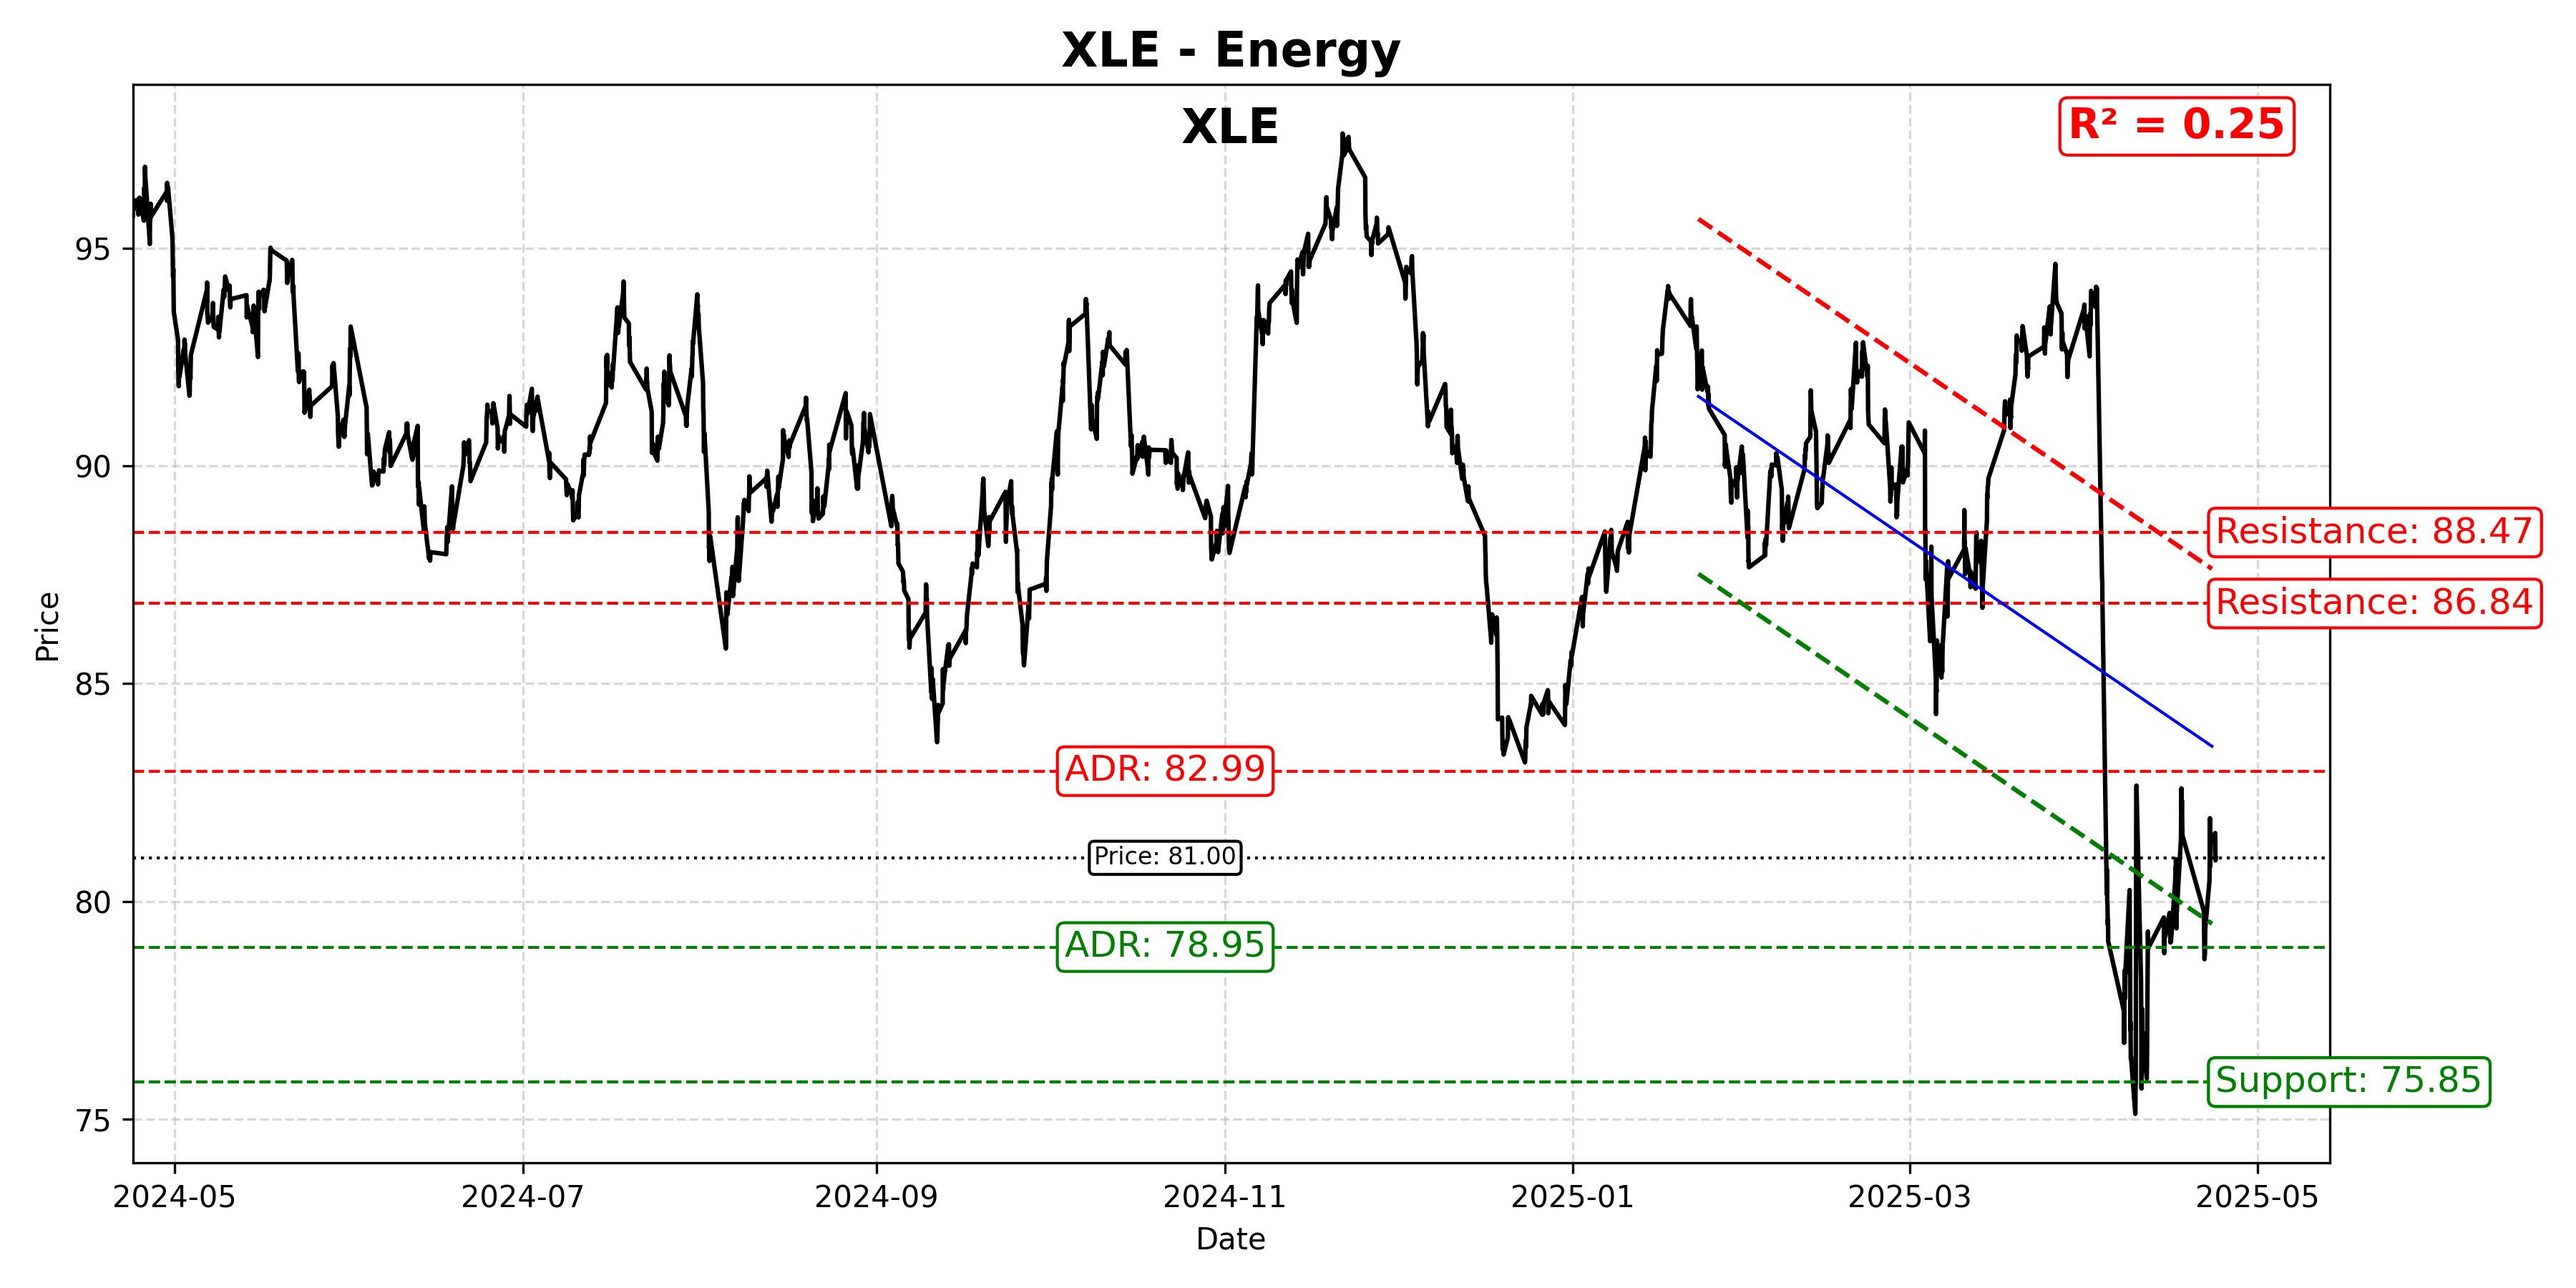 XLE - Energy
XLE
R² = 0.25
95
90
85
80
75
Price
Resistance: 88.47
Resistance: 86.84
ADR: 82.99
Price: 81.00
ADR: 78.95
Support: 75.85
2024-05
2024-07
2024-09
2024-11
2025-01
2025-03
2025-05
Date